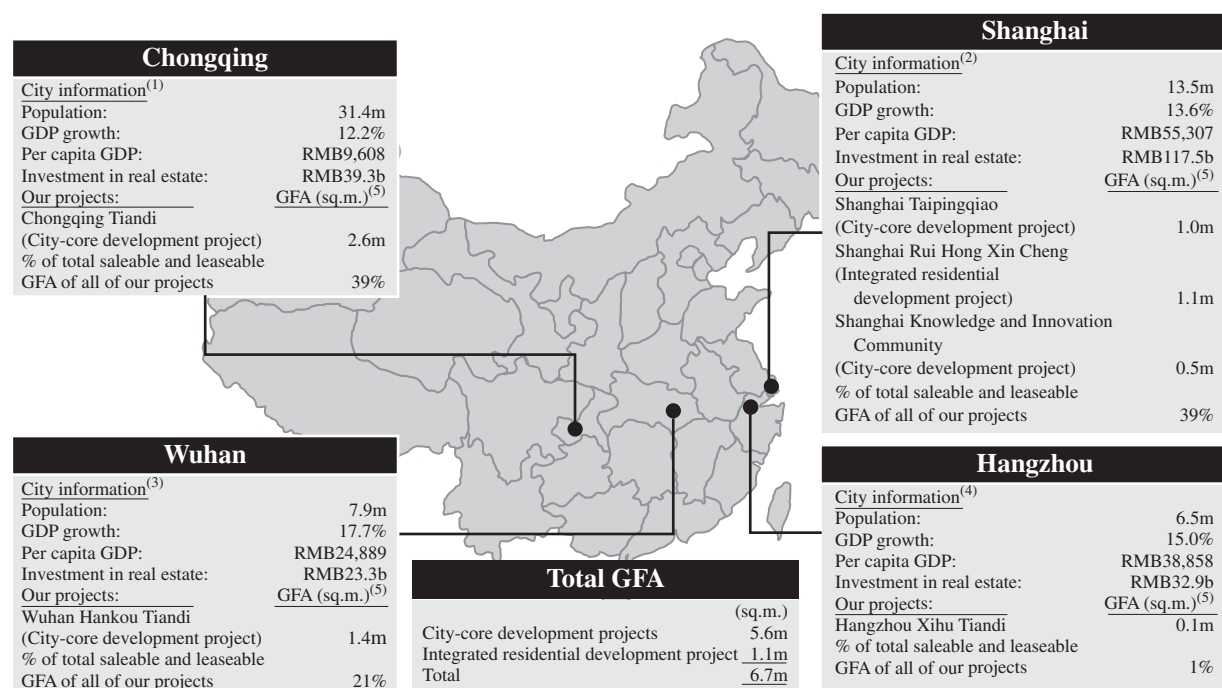 Chongqing
City information(1)
Population: 31.4m
GDP growth: 12.2%
Per capita GDP: RMB9,608
Investment in real estate: RMB39.3b
Our projects: GFA (sq.m.)(5)
Chongqing Tiandi
(City-core development project) 2.6m
% of total saleable and leaseable
GFA of all of our projects 39%
Shanghai
City information(2)
Population: 13.5m
GDP growth: 13.6%
Per capita GDP: RMB55,307
Investment in real estate: RMB117.5b
Our projects: GFA (sq.m.)(5)
Shanghai Taipingqiao
(City-core development project) 1.0m
Shanghai Rui Hong Xin Cheng
(Integrated residential
development project) 1.1m
Shanghai Knowledge and Innovation
Community
(City-core development project) 0.5m
% of total saleable and leaseable
GFA of all of our projects 39%
Wuhan
City information(3)
Population: 7.9m
GDP growth: 17.7%
Per capita GDP: RMB24,889
Investment in real estate: RMB23.3b
Our projects: GFA (sq.m.)(5)
Wuhan Hankou Tiandi
(City-core development project) 1.4m
% of total saleable and leaseable
GFA of all of our projects 21%
Total GFA
(sq.m.)
City-core development projects 5.6m
Integrated residential development project 1.1m
Total 6.7m
Hangzhou
City information(4)
Population: 6.5m
GDP growth: 15.0%
Per capita GDP: RMB38,858
Investment in real estate: RMB32.9b
Our projects: GFA (sq.m.)(5)
Hangzhou Xihu Tiandi 0.1m
% of total saleable and leaseable
GFA of all of our projects 1%